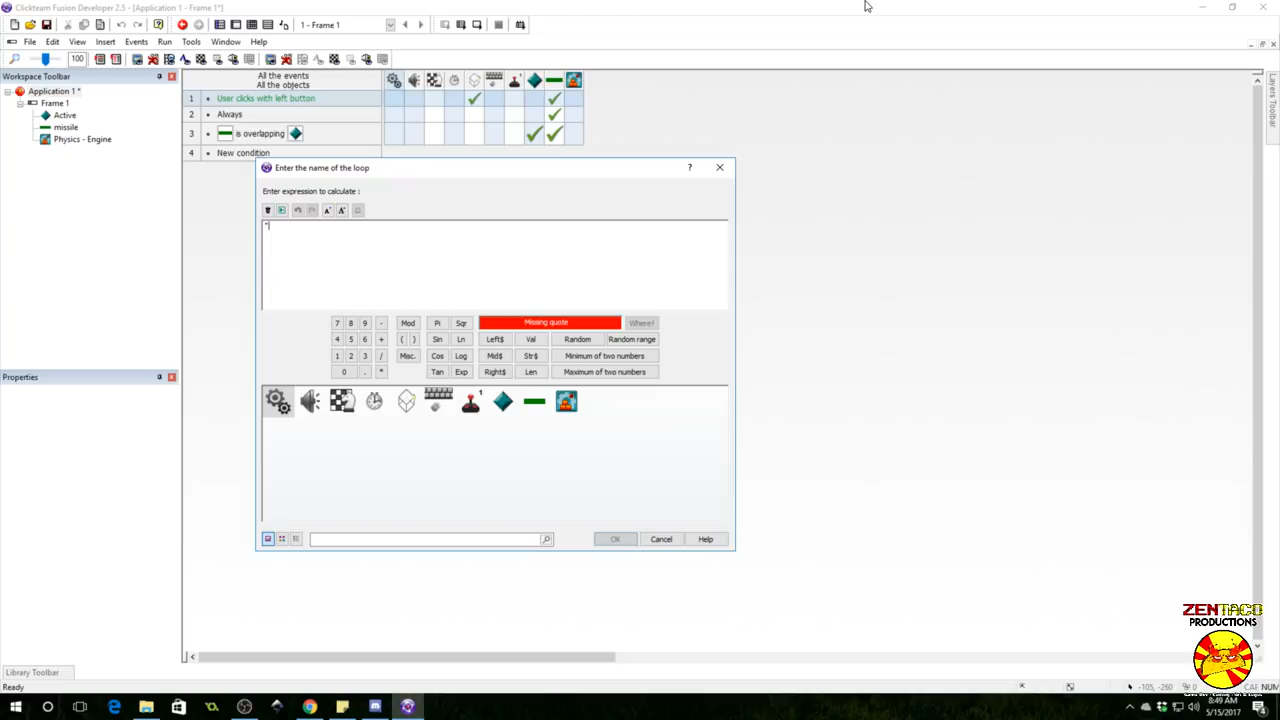 Clickteam Fusion Developer 2.5 - [Application 1 - Frame 1*]
1 - Frame 1
File Edit View Insert Events Run Tools Window Help
100
Workspace Toolbar
Application 1 *
Frame 1
Active
missile
Physics - Engine
All the events
All the objects
1 • User clicks with left button
2 • Always
3 • is overlapping
4 • New condition
Enter the name of the loop
Enter expression to calculate :
"
7 8 9 - Mod Pi Sqr Missing quote Where?
4 5 6 + ( ) Sin Ln Left$ Val Random Random range
1 2 3 / Misc. Cos Log Mid$ Str$ Minimum of two numbers
0 . * Tan Exp Right$ Len Maximum of two numbers
1
OK Cancel Help
Properties
Layers Toolbar
Library Toolbar
Ready
-105, -260
0
NUM
ZENTACO
PRODUCTIONS
8:49 AM
5/15/2017